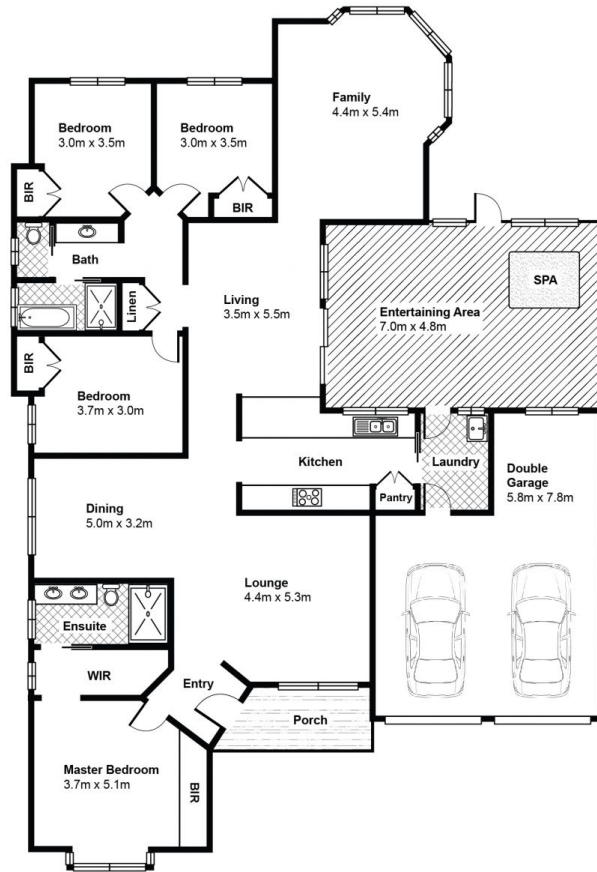 Family
4.4m x 5.4m
Bedroom
3.0m x 3.5m
Bedroom
3.0m x 3.5m
BIR
BIR
Bath
Linen
Living
3.5m x 5.5m
SPA
Entertaining Area
7.0m x 4.8m
BIR
Bedroom
3.7m x 3.0m
Kitchen
Laundry
Pantry
Double
Garage
5.8m x 7.8m
Dining
5.0m x 3.2m
Lounge
4.4m x 5.3m
Ensuite
WIR
Entry
Porch
Master Bedroom
3.7m x 5.1m
BIR